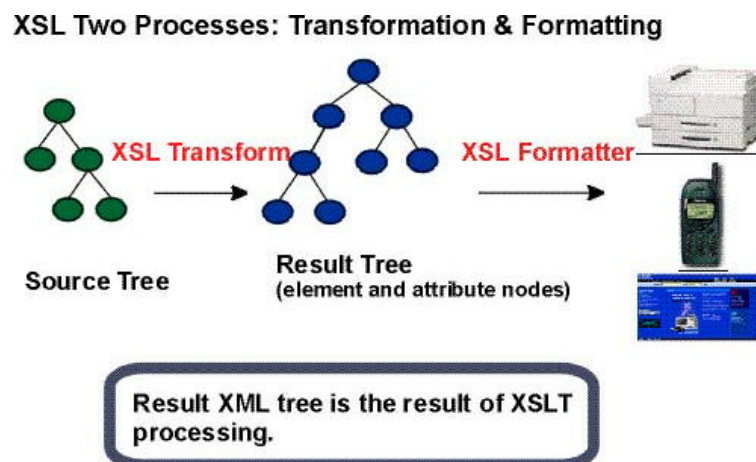 XSL Two Processes: Transformation & Formatting
XSL Transform
XSL Formatter
Source Tree
Result Tree
(element and attribute nodes)
Result XML tree is the result of XSLT
processing.